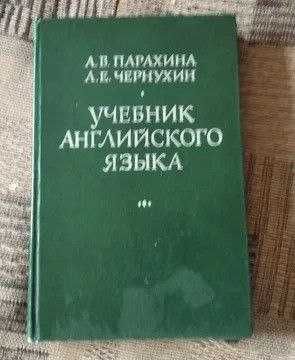 А.В. ПАРАХИНА
А.Е. ЧЕРНУХИН
УЧЕБНИК
АНГЛИЙСКОГО
ЯЗЫКА